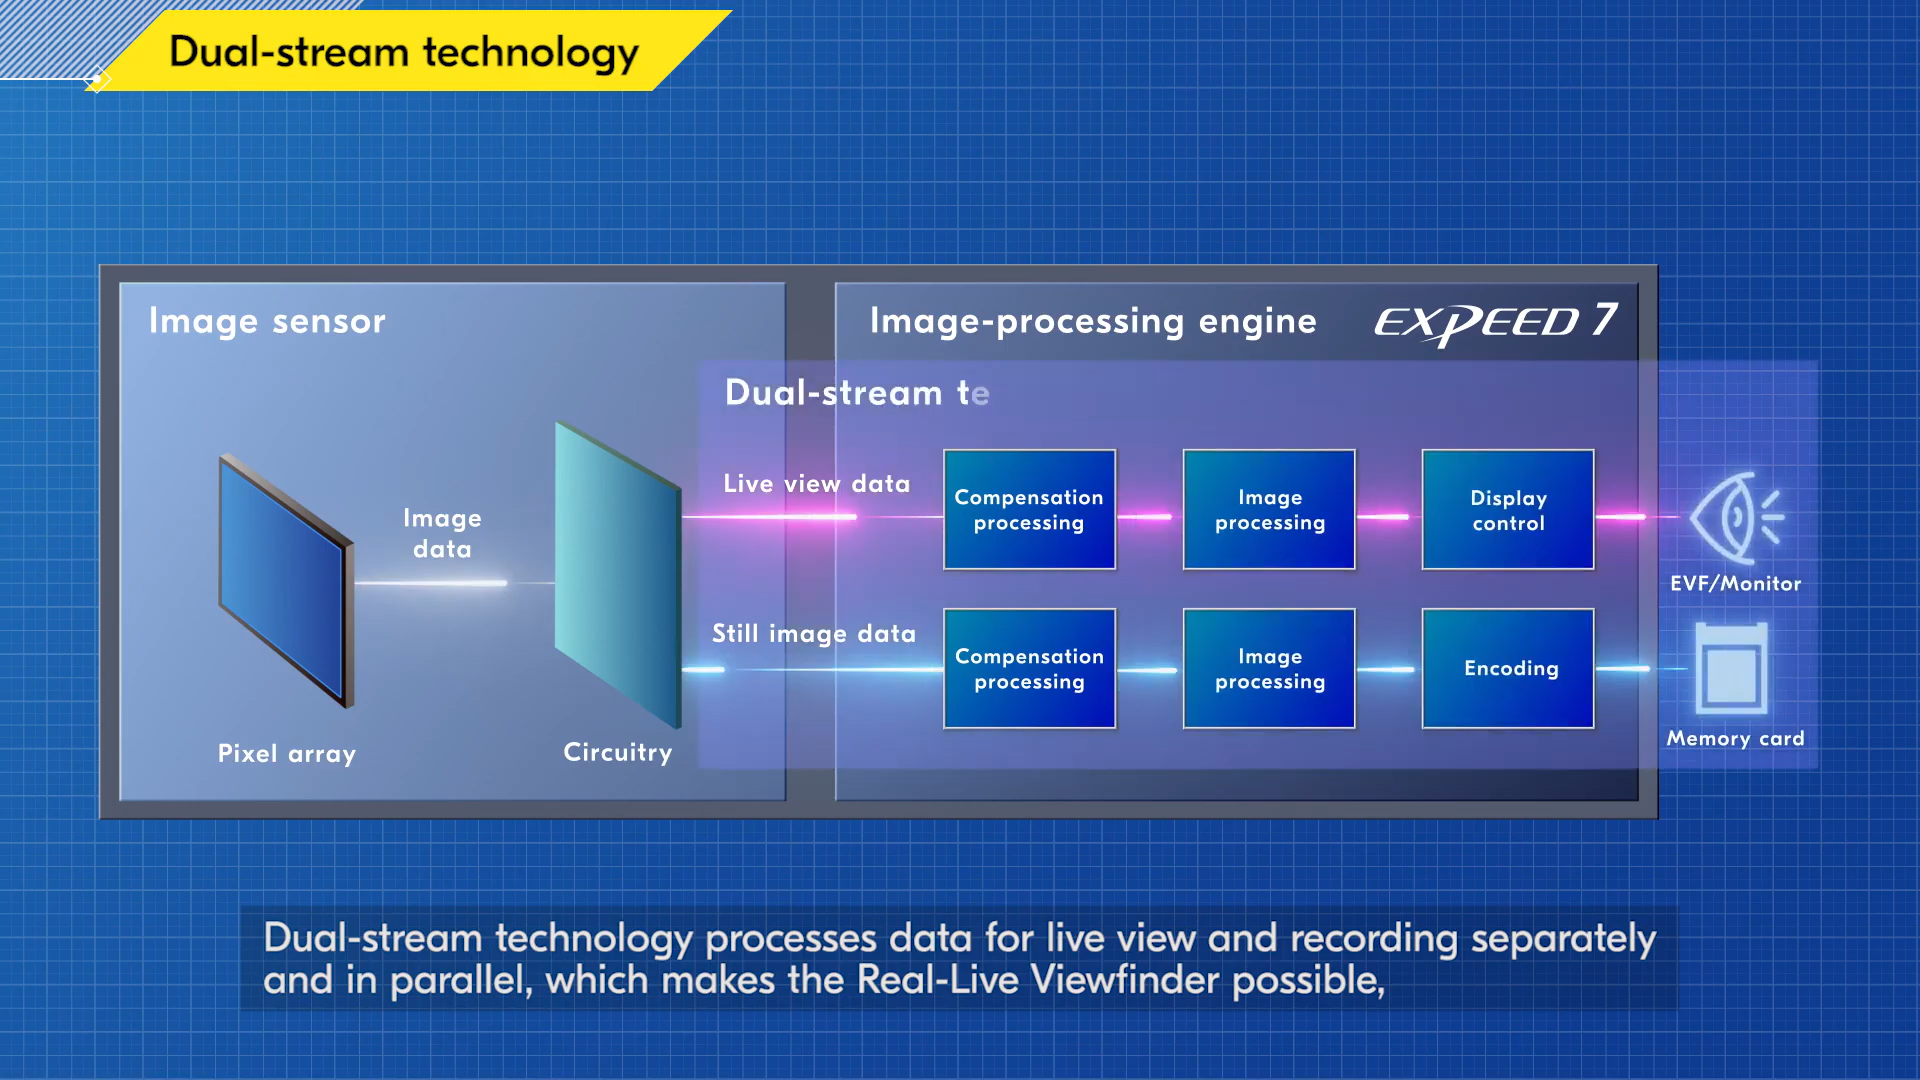 Dual-stream technology
Image sensor
Image-processing engine EXPEED 7
Dual-stream te
Live view data
Compensation
processing
Image
processing
Display
control
EVF/Monitor
Image
data
Still image data
Compensation
processing
Image
processing
Encoding
Memory card
Pixel array
Circuitry
Dual-stream technology processes data for live view and recording separately
and in parallel, which makes the Real-Live Viewfinder possible,